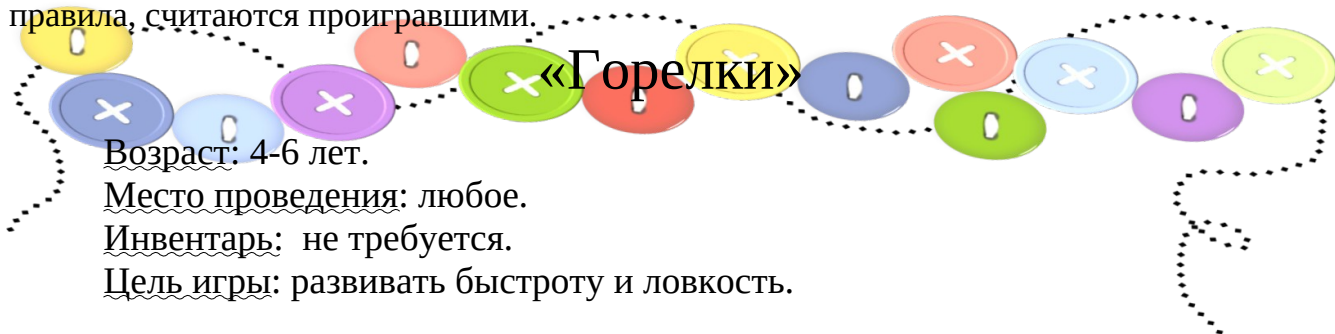 правила, считаются проигравшими.
«Горелки»
Возраст: 4-6 лет.
Место проведения: любое.
Инвентарь:  не требуется.
Цель игры: развивать быстроту и ловкость.